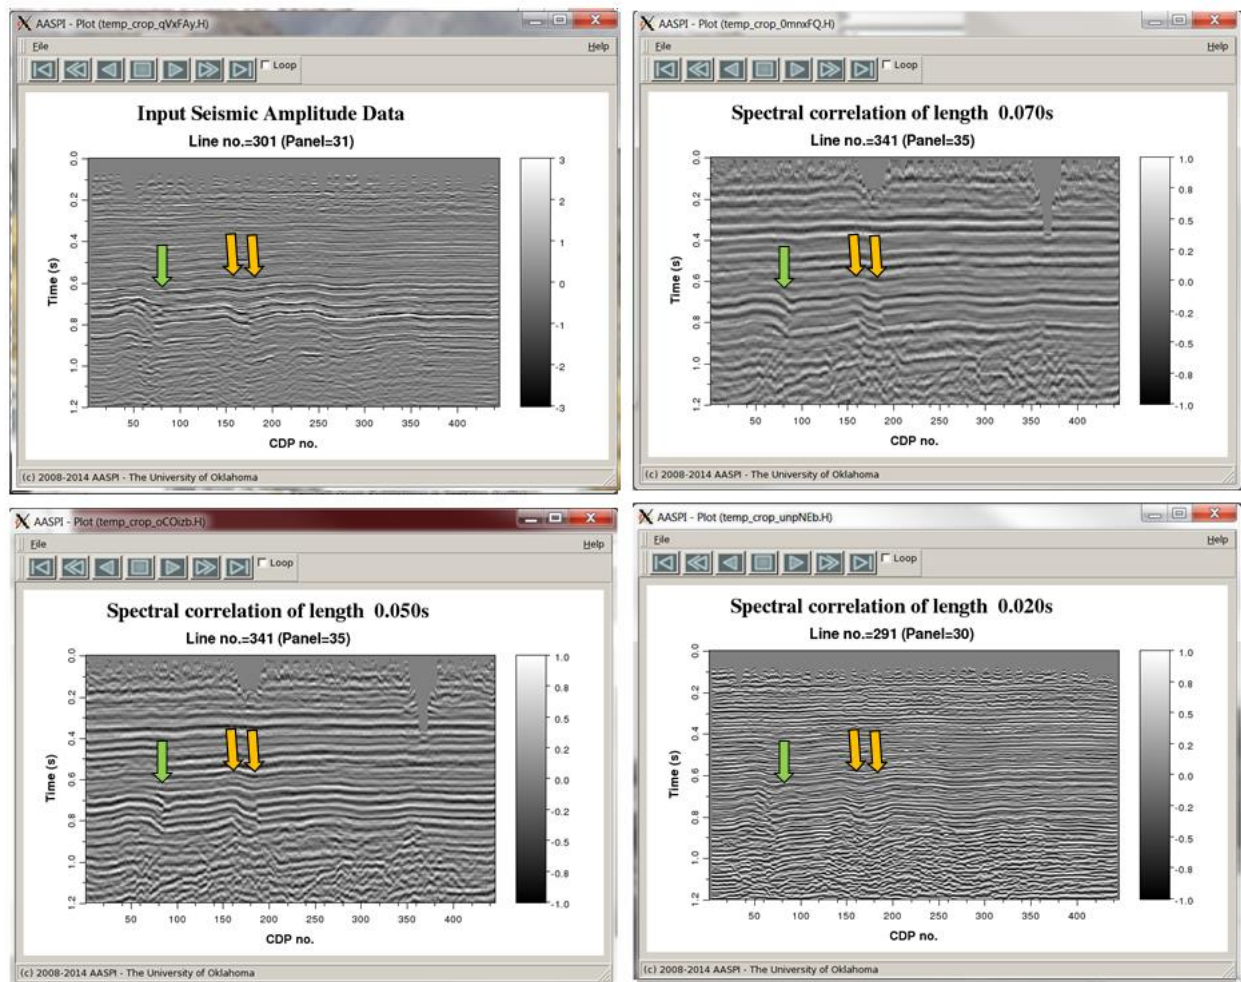 AASPI - Plot (temp_crop_qVxFAy.H)
File Help
Loop
Input Seismic Amplitude Data
Line no.=301 (Panel=31)
3
2
1
0
-1
-2
-3
Time (s)
0.0
0.2
0.4
0.6
0.8
1.0
1.2
50 100 150 200 250 300 350 400
CDP no.
(c) 2008-2014 AASPI - The University of Oklahoma
AASPI - Plot (temp_crop_0mnxFQ.H)
File Help
Loop
Spectral correlation of length 0.070s
Line no.=341 (Panel=35)
1.0
0.8
0.5
0.2
0.0
-0.2
-0.5
-0.8
-1.0
Time (s)
0.0
0.2
0.4
0.6
0.8
1.0
1.2
50 100 150 200 250 300 350 400
CDP no.
(c) 2008-2014 AASPI - The University of Oklahoma
AASPI - Plot (temp_crop_oCOizb.H)
File Help
Loop
Spectral correlation of length 0.050s
Line no.=341 (Panel=35)
1.0
0.8
0.5
0.2
0.0
-0.2
-0.5
-0.8
-1.0
Time (s)
0.0
0.2
0.4
0.6
0.8
1.0
1.2
50 100 150 200 250 300 350 400
CDP no.
(c) 2008-2014 AASPI - The University of Oklahoma
AASPI - Plot (temp_crop_unpNEb.H)
File Help
Loop
Spectral correlation of length 0.020s
Line no.=291 (Panel=30)
1.0
0.8
0.5
0.2
0.0
-0.2
-0.5
-0.8
-1.0
Time (s)
0.0
0.2
0.4
0.6
0.8
1.0
1.2
50 100 150 200 250 300 350 400
CDP no.
(c) 2008-2014 AASPI - The University of Oklahoma